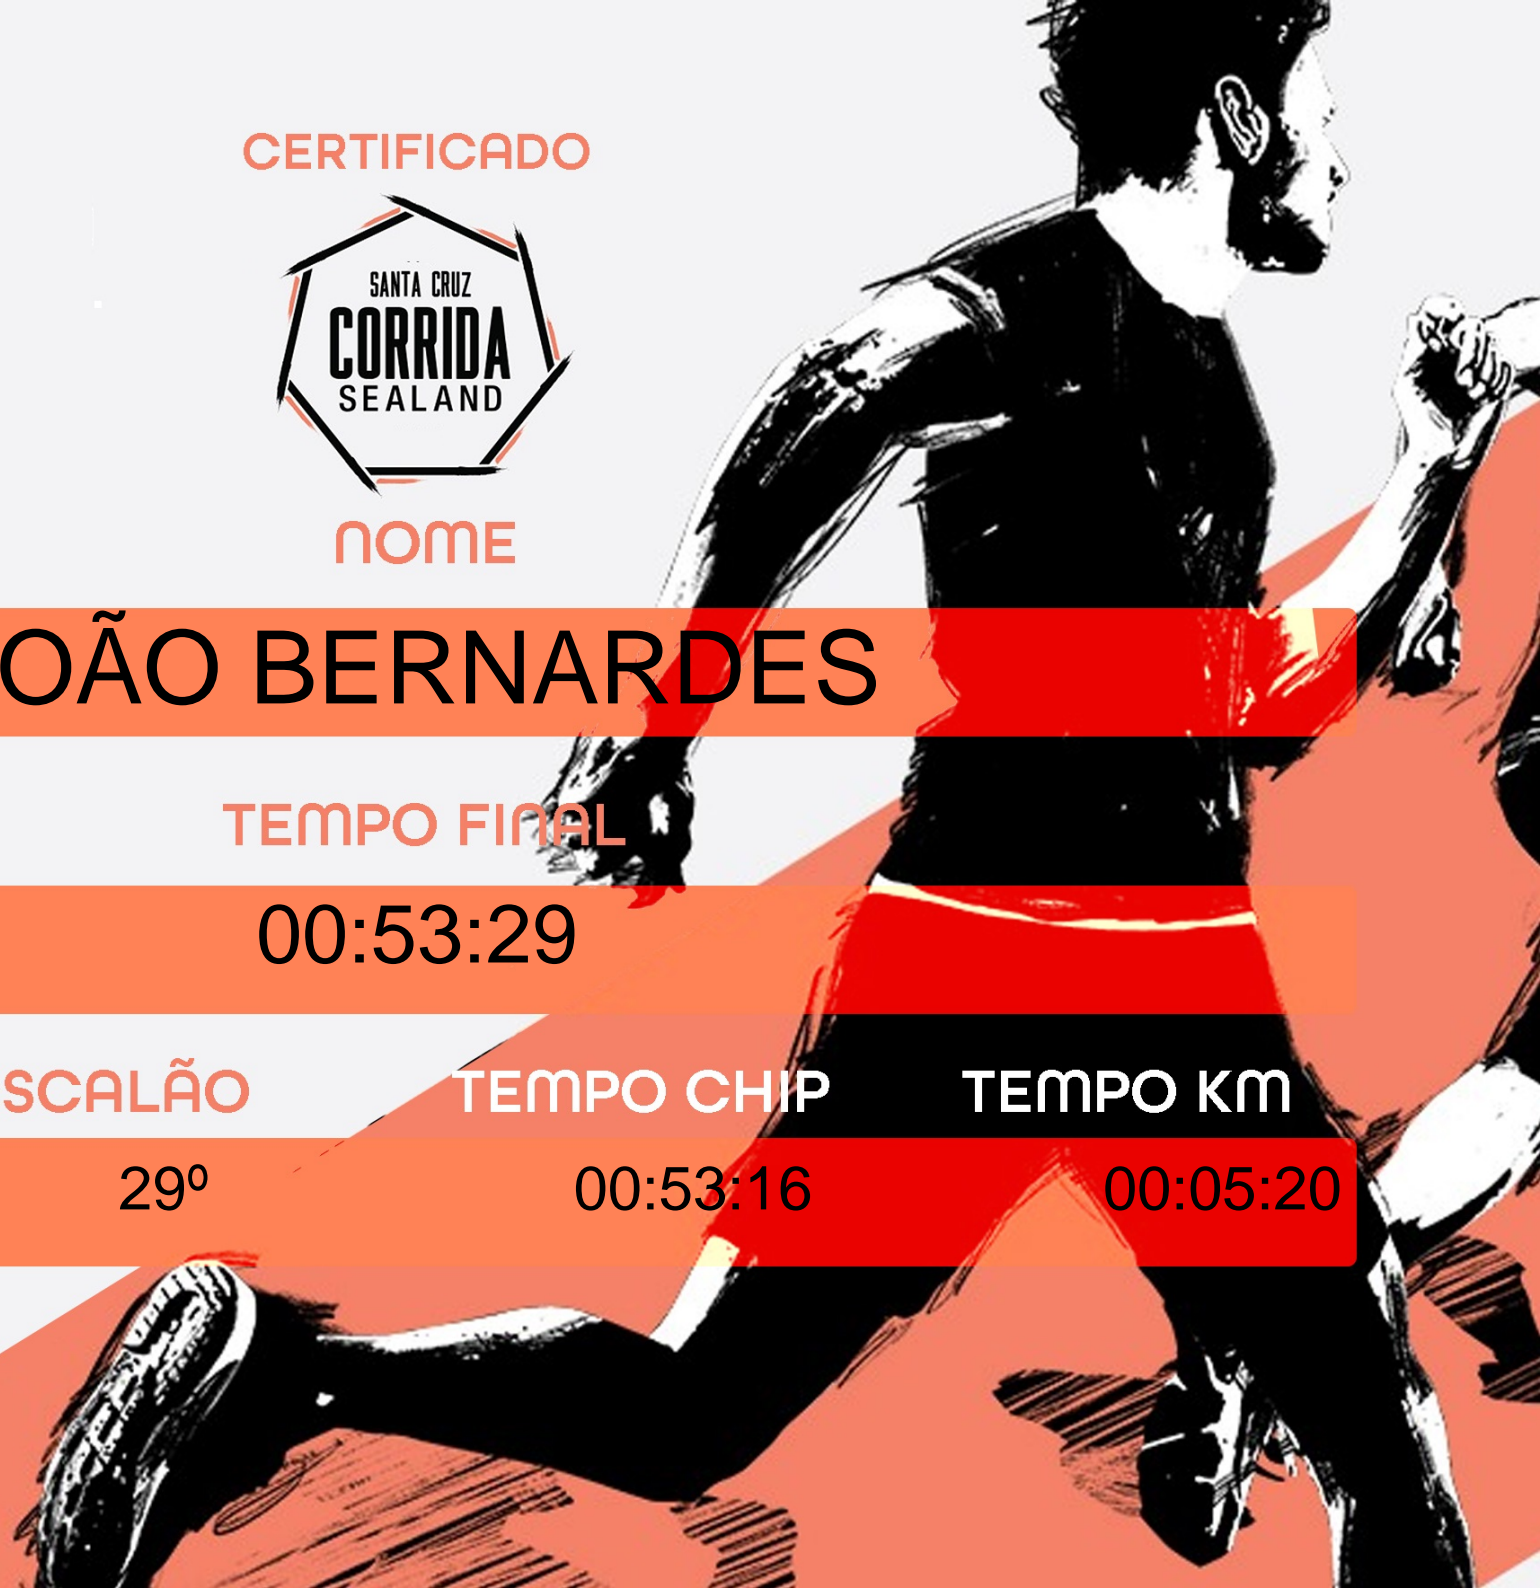 CERTIFICADO
SANTA CRUZ
CORRIDA
SEALAND
NOME
OÃO BERNARDES
TEMPO FINAL
00:53:29
SCALÃO TEMPO CHIP TEMPO KM
29º 00:53:16 00:05:20